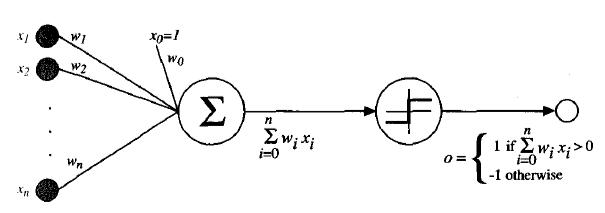 x1 w1
x0=1
w0
x2 w2
Σ
n
Σ wi xi
i=0
wn
xn
o = { 1 if n Σ i=0 wi xi > 0
-1 otherwise